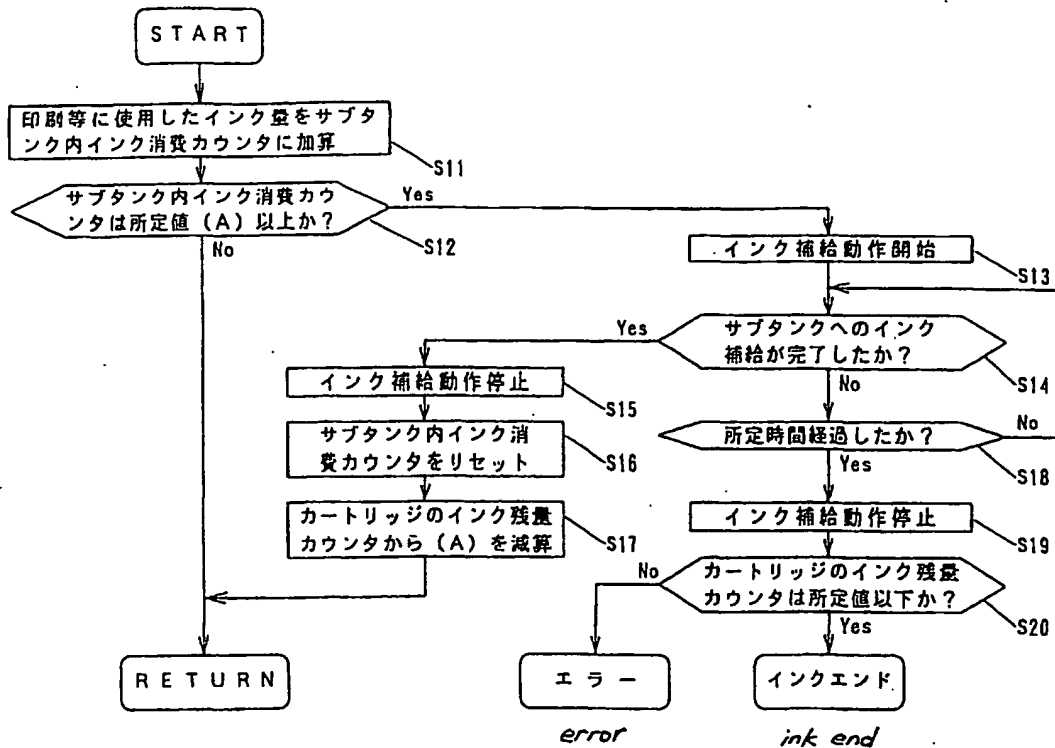 START
印刷等に使用したインク量をサブタ
ンク内インク消費カウンタに加算
S11
サブタンク内インク消費カウ
ンタは所定値（A）以上か？
Yes
S12
No
インク補給動作開始
S13
サブタンクへのインク
補給が完了したか？
Yes
S14
No
インク補給動作停止
S15
所定時間経過したか？
No
S18
Yes
サブタンク内インク消
費カウンタをリセット
S16
カートリッジのインク残量
カウンタから（A）を減算
S17
インク補給動作停止
S19
カートリッジのインク残量
カウンタは所定値以下か？
No
S20
Yes
RETURN
エラー
インクエンド
error
ink end